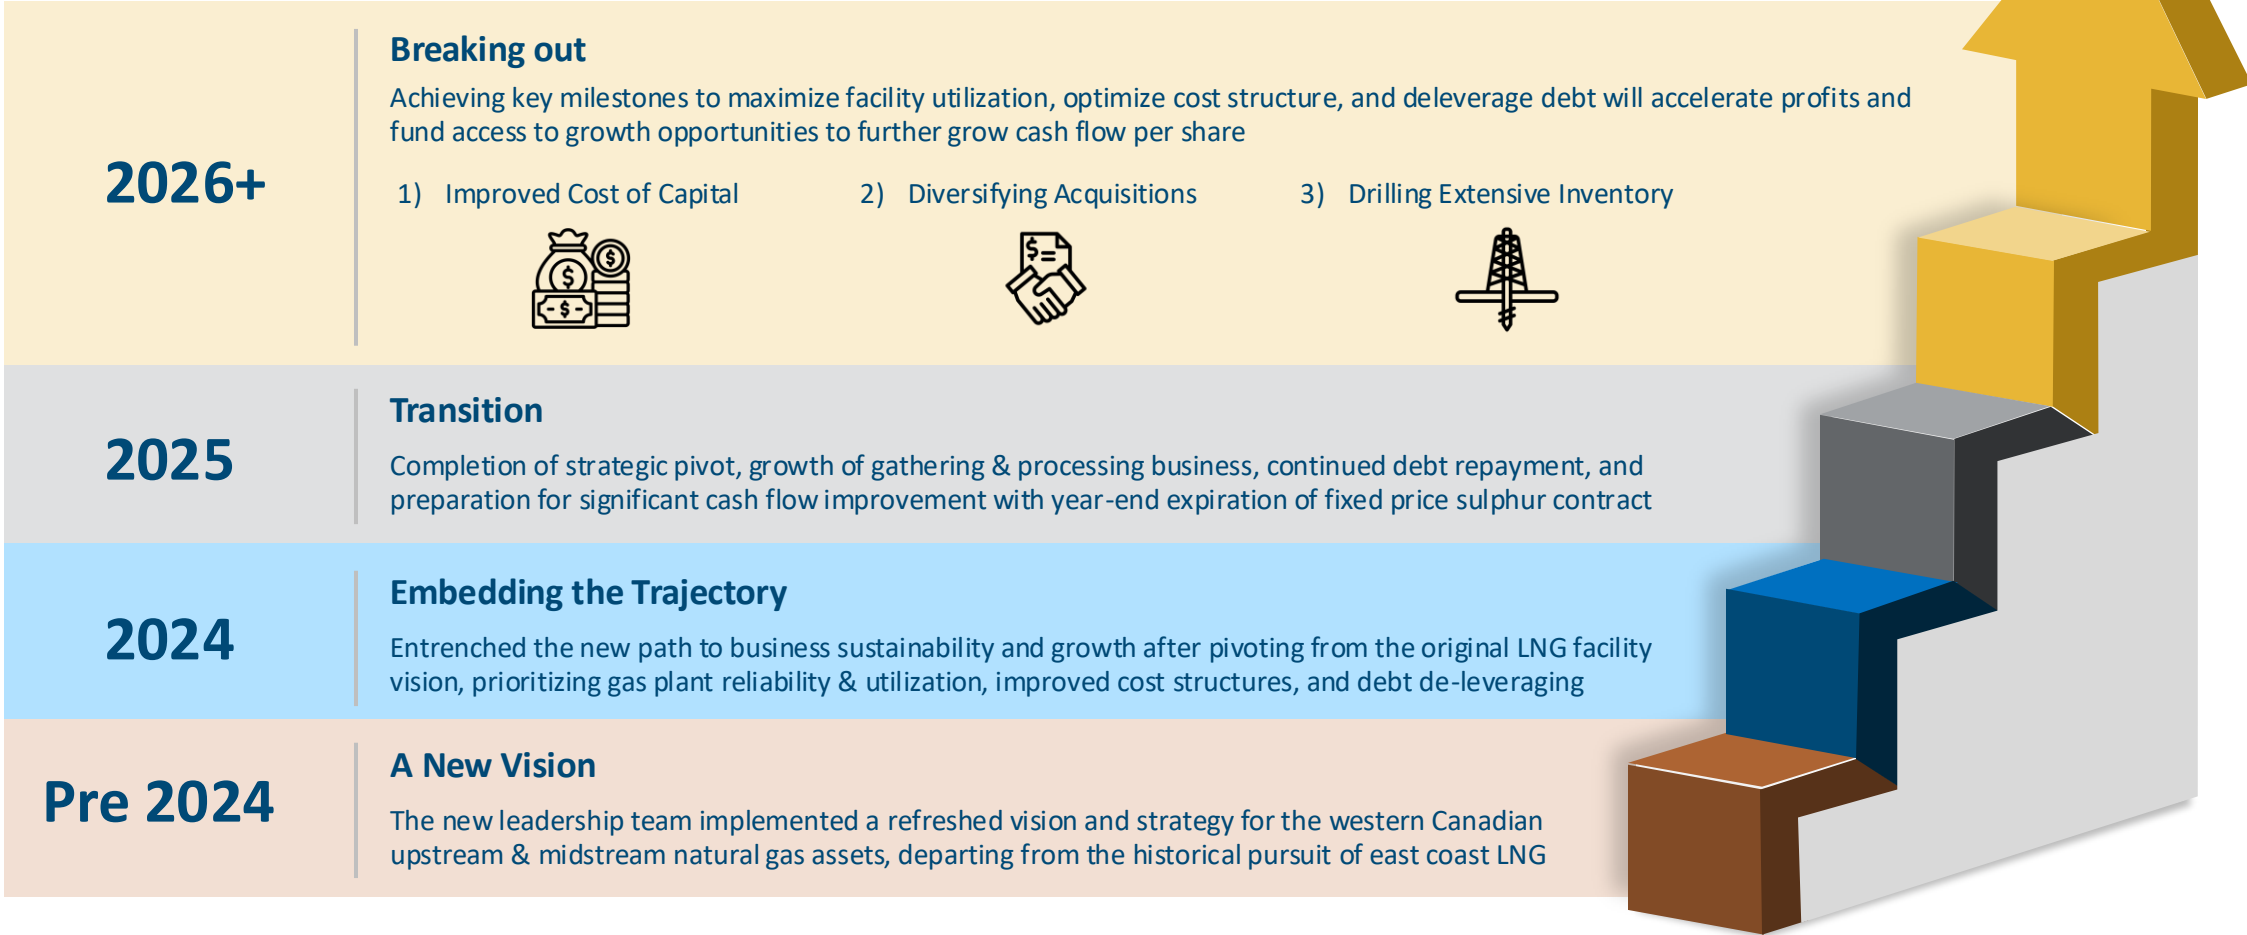 Breaking out
Achieving key milestones to maximize facility utilization, optimize cost structure, and deleverage debt will accelerate profits and
fund access to growth opportunities to further grow cash flow per share
2026+
1) Improved Cost of Capital
2) Diversifying Acquisitions
3) Drilling Extensive Inventory
$
$
- $ -
$=
Transition
2025
Completion of strategic pivot, growth of gathering & processing business, continued debt repayment, and
preparation for significant cash flow improvement with year-end expiration of fixed price sulphur contract
Embedding the Trajectory
2024
Entrenched the new path to business sustainability and growth after pivoting from the original LNG facility
vision, prioritizing gas plant reliability & utilization, improved cost structures, and debt de-leveraging
A New Vision
Pre 2024
The new leadership team implemented a refreshed vision and strategy for the western Canadian
upstream & midstream natural gas assets, departing from the historical pursuit of east coast LNG